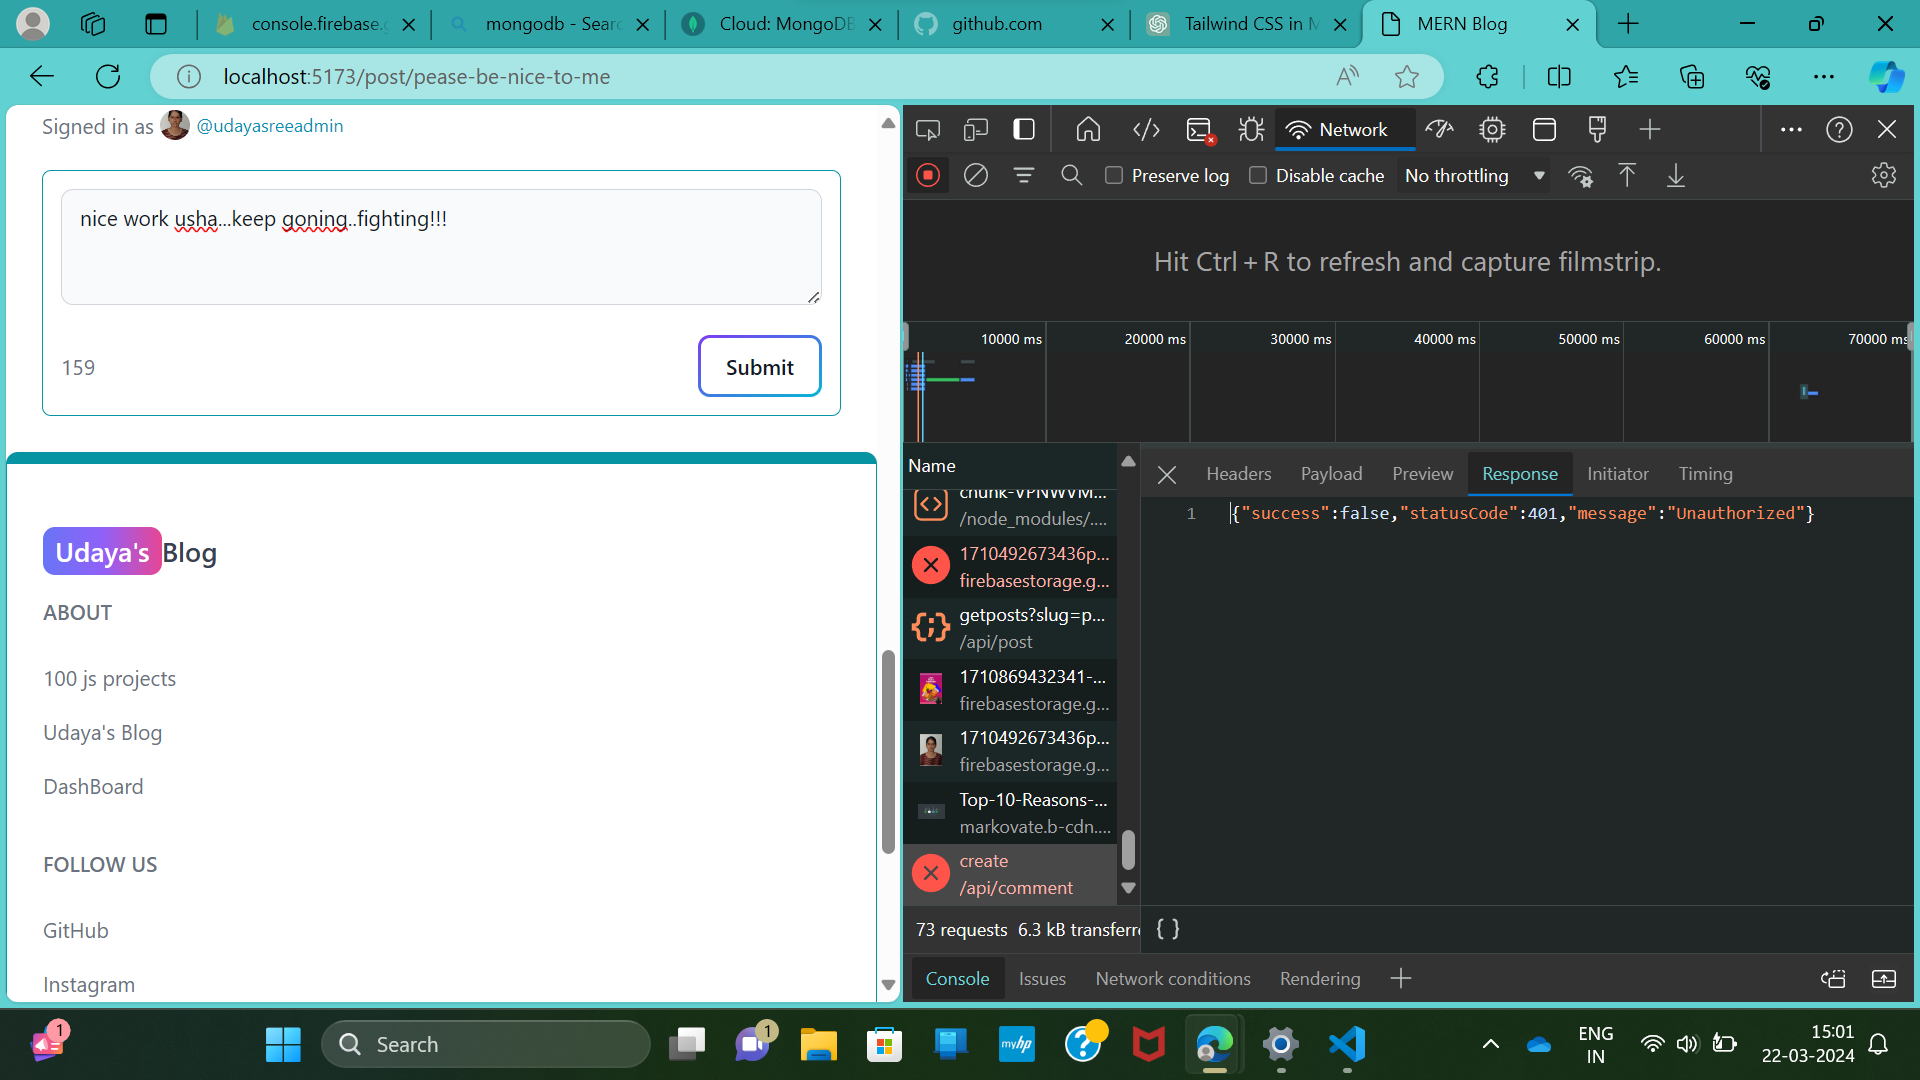 console.firebase.g
mongodb - Searc
Cloud: MongoDB
github.com
Tailwind CSS in M
MERN Blog
localhost:5173/post/pease-be-nice-to-me
Signed in as @udayasreeadmin
nice work usha...keep goning..fighting!!!
159
Submit
Udaya's Blog
ABOUT
100 js projects
Udaya's Blog
DashBoard
FOLLOW US
GitHub
Instagram
Network
Preserve log
Disable cache
No throttling
Hit Ctrl + R to refresh and capture filmstrip.
10000 ms
20000 ms
30000 ms
40000 ms
50000 ms
60000 ms
70000 ms
Name
chunk-VPNWVM...
/node_modules/....
1710492673436p...
firebasestorage.g...
getposts?slug=p...
/api/post
1710869432341-...
firebasestorage.g...
1710492673436p...
firebasestorage.g...
Top-10-Reasons-...
markovate.b-cdn....
create
/api/comment
73 requests 6.3 kB transferre
Headers
Payload
Preview
Response
Initiator
Timing
1 {"success":false,"statusCode":401,"message":"Unauthorized"}
{ }
Console
Issues
Network conditions
Rendering
1
Search
1
myhp
ENG
IN
15:01
22-03-2024